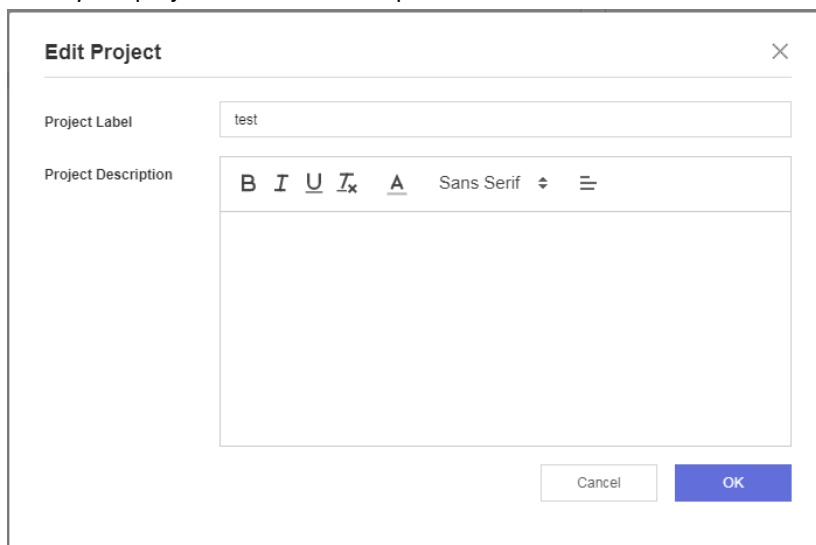 Edit Project
Project Label
test
Project Description
B I U Tx A Sans Serif
Cancel
OK